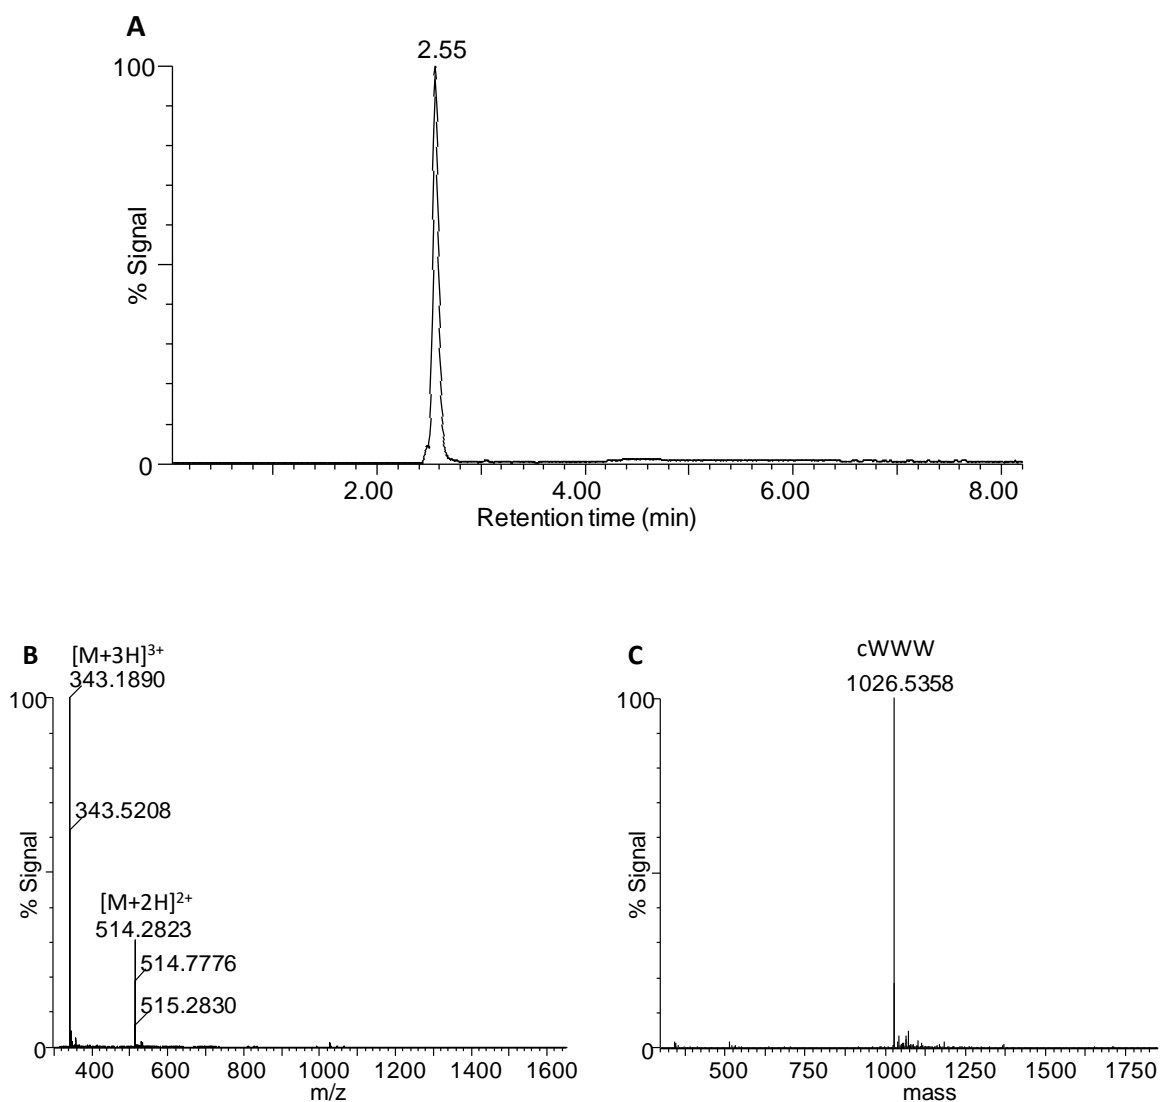 A
2.55
100
% Signal
0
2.00 4.00 6.00 8.00
Retention time (min)
B
[M+3H]3+
343.1890
100
343.5208
[M+2H]2+
514.2823
514.7776
515.2830
% Signal
0
400 600 800 1000 1200 1400 1600
m/z
C
cWWW
1026.5358
100
% Signal
0
500 750 1000 1250 1500 1750
mass